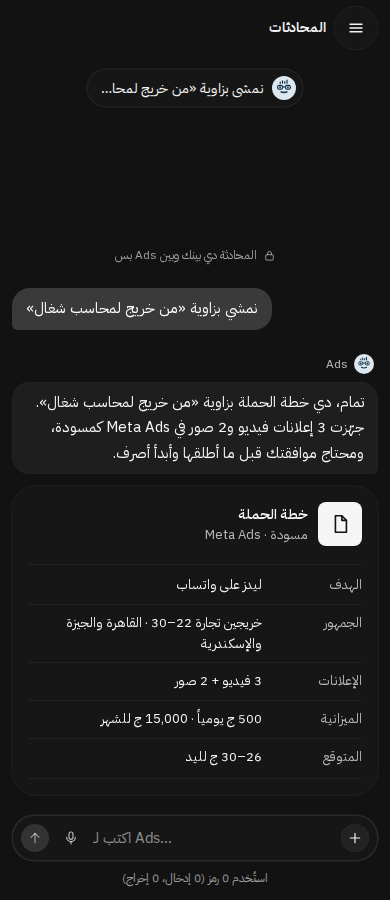 المحادثات
نمشي بزاوية «من خريج لمحا...
المحادثة دي بينك وبين Ads بس
نمشي بزاوية «من خريج لمحاسب شغال»
Ads
تمام، دي خطة الحملة بزاوية «من خريج لمحاسب شغال».
جهّزت 3 إعلانات فيديو و2 صور في Meta Ads كمسودة،
ومحتاج موافقتك قبل ما أطلقها وأبدأ أصرف.
خطة الحملة
مسودة · Meta Ads
الهدف ليدز على واتساب
الجمهور خريجين تجارة 22–30 · القاهرة والجيزة
والإسكندرية
الإعلانات 3 فيديو + 2 صور
الميزانية 500 ج يومياً · 15,000 ج للشهر
المتوقع 26–30 ج لليد
اكتب لـ Ads...
استُخدم 0 رمز (0 إدخال، 0 إخراج)